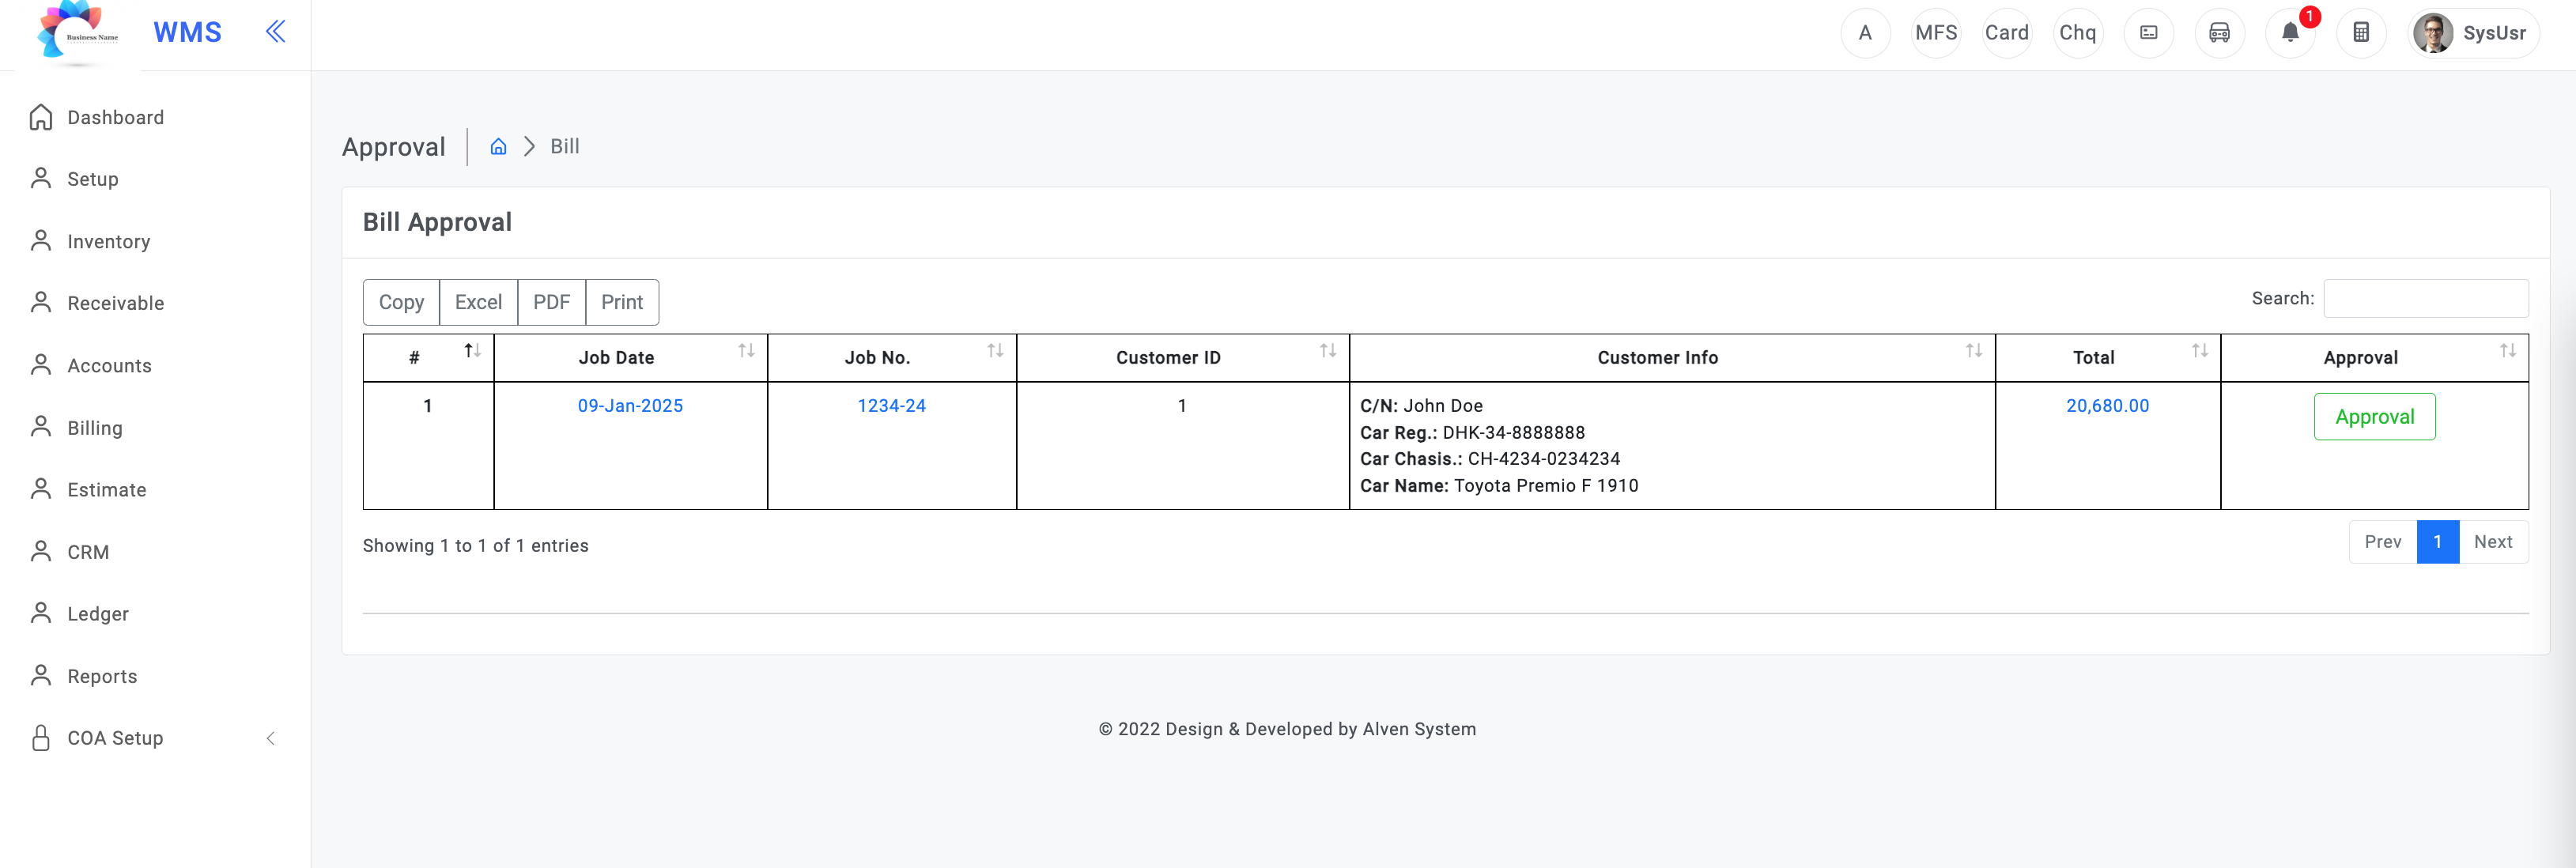 Business Name
WMS
A
MFS
Card
Chq
1
SysUsr
Dashboard
Setup
Inventory
Receivable
Accounts
Billing
Estimate
CRM
Ledger
Reports
COA Setup
Approval
Bill
Bill Approval
Copy Excel PDF Print
Search:
# Job Date Job No. Customer ID Customer Info Total Approval
1 09-Jan-2025 1234-24 1 C/N: John Doe 20,680.00 Approval
Car Reg.: DHK-34-8888888
Car Chasis.: CH-4234-0234234
Car Name: Toyota Premio F 1910
Showing 1 to 1 of 1 entries
Prev 1 Next
© 2022 Design & Developed by Alven System